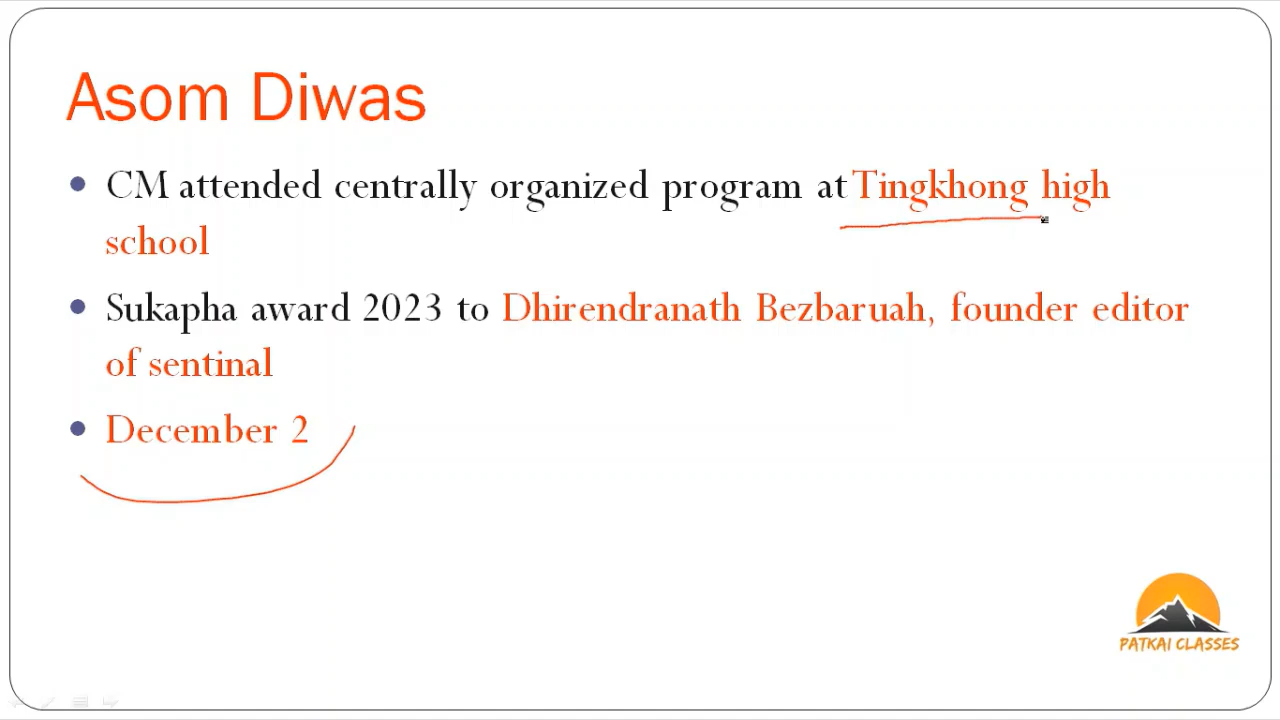 Asom Diwas
CM attended centrally organized program at Tingkhong high
school
Sukapha award 2023 to Dhirendranath Bezbaruah, founder editor
of sentinal
December 2
PATKAI CLASSES